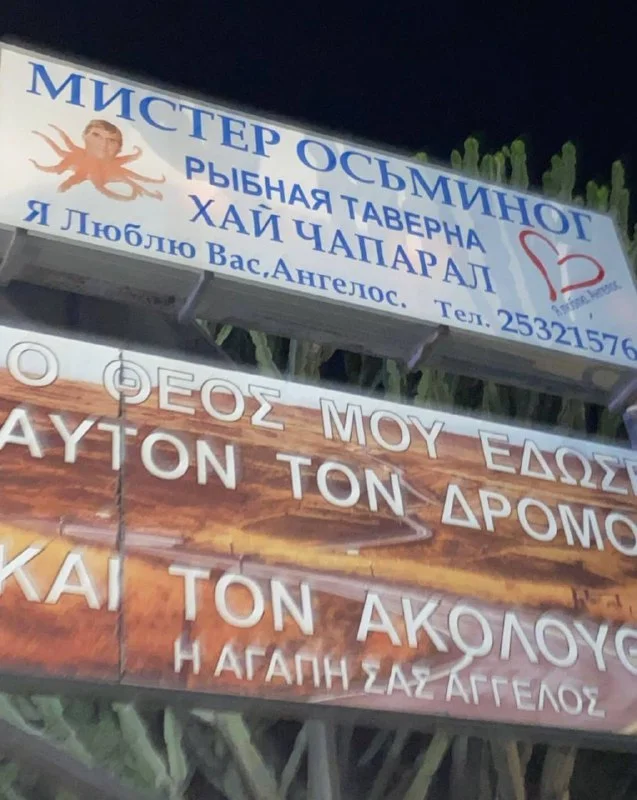 МИСТЕР ОСЬМИНОГ
РЫБНАЯ ТАВЕРНА
ХАЙ ЧАПАРАЛ
Я Люблю Вас,Ангелос. Тел. 25321576
Ο ΘΕΟΣ ΜΟΥ ΕΔΩΣΕ
ΑΥΤΟΝ ΤΟΝ ΔΡΟΜΟ
ΚΑΙ ΤΟΝ ΑΚΟΛΟΥΘ
Η ΑΓΑΠΗ ΣΑΣ ΑΓΓΕΛΟΣ